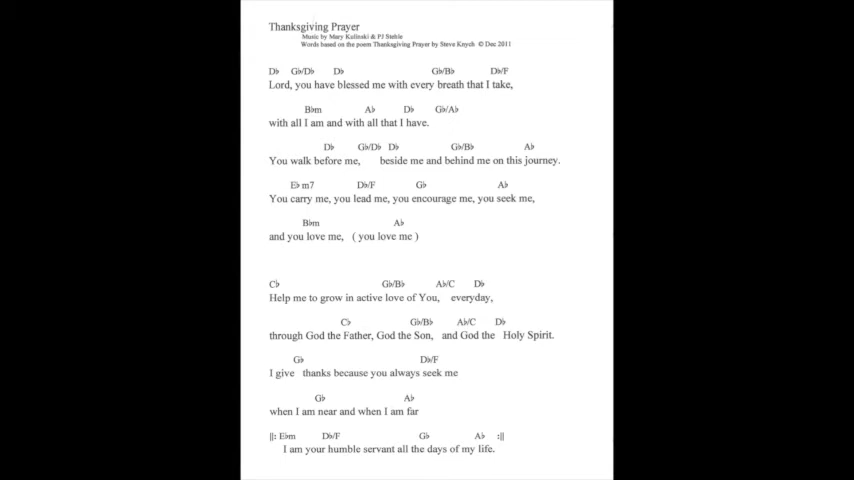 Thanksgiving Prayer
Music by Mary Kulinski & PJ Stehle
Words based on the poem Thanksgiving Prayer by Steve Knych © Dec 2011
D♭ G♭/D♭ D♭ G♭/B♭ D♭/F
Lord, you have blessed me with every breath that I take,
B♭m A♭ D♭ G♭/A♭
with all I am and with all that I have.
D♭ G♭/D♭ D♭ G♭/B♭ A♭
You walk before me, beside me and behind me on this journey.
E♭m7 D♭/F G♭ A♭
You carry me, you lead me, you encourage me, you seek me,
B♭m A♭
and you love me, ( you love me )
C♭ G♭/B♭ A♭/C D♭
Help me to grow in active love of You, everyday,
C♭ G♭/B♭ A♭/C D♭
through God the Father, God the Son, and God the Holy Spirit.
G♭ D♭/F
I give thanks because you always seek me
G♭ A♭
when I am near and when I am far
||: E♭m D♭/F G♭ A♭ :||
I am your humble servant all the days of my life.